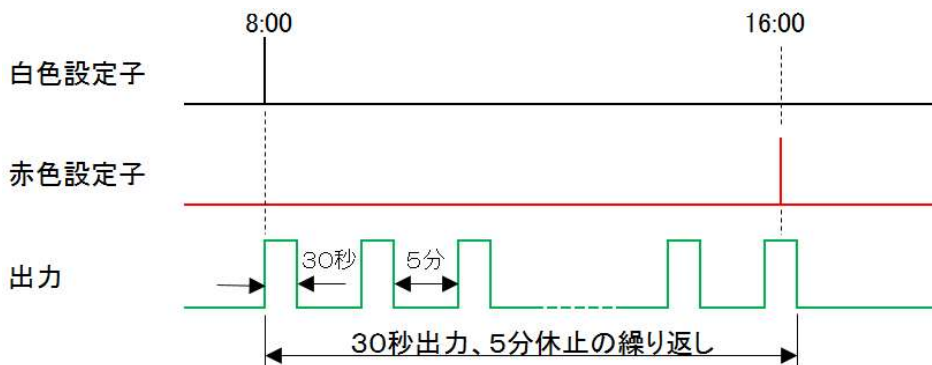 8:00 16:00
白色設定子
赤色設定子
出力 30秒 5分
30秒出力、5分休止の繰り返し